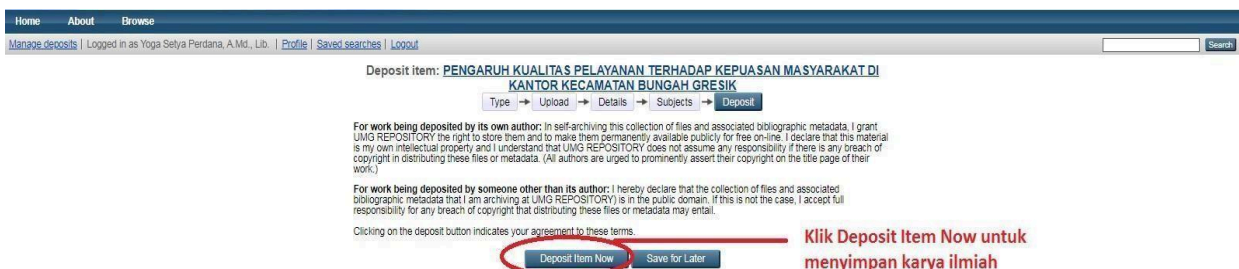 Home About Browse
Manage deposits | Logged in as Yoga Setya Perdana, A.Md., Lib. | Profile | Saved searches | Logout Search
Deposit item: PENGARUH KUALITAS PELAYANAN TERHADAP KEPUASAN MASYARAKAT DI
KANTOR KECAMATAN BUNGAH GRESIK
Type → Upload → Details → Subjects → Deposit
For work being deposited by its own author: In self-archiving this collection of files and associated bibliographic metadata, I grant
UMG REPOSITORY the right to store them and to make them permanently available publicly for free on-line. I declare that this material
is my own intellectual property and I understand that UMG REPOSITORY does not assume any responsibility if there is any breach of
copyright in distributing these files or metadata. (All authors are urged to prominently assert their copyright on the title page of their
work.)
For work being deposited by someone other than its author: I hereby declare that the collection of files and associated
bibliographic metadata that I am archiving at UMG REPOSITORY) is in the public domain. If this is not the case, I accept full
responsibility for any breach of copyright that distributing these files or metadata may entail.
Clicking on the deposit button indicates your agreement to these terms.
Deposit Item Now Save for Later
Klik Deposit Item Now untuk
menyimpan karya ilmiah